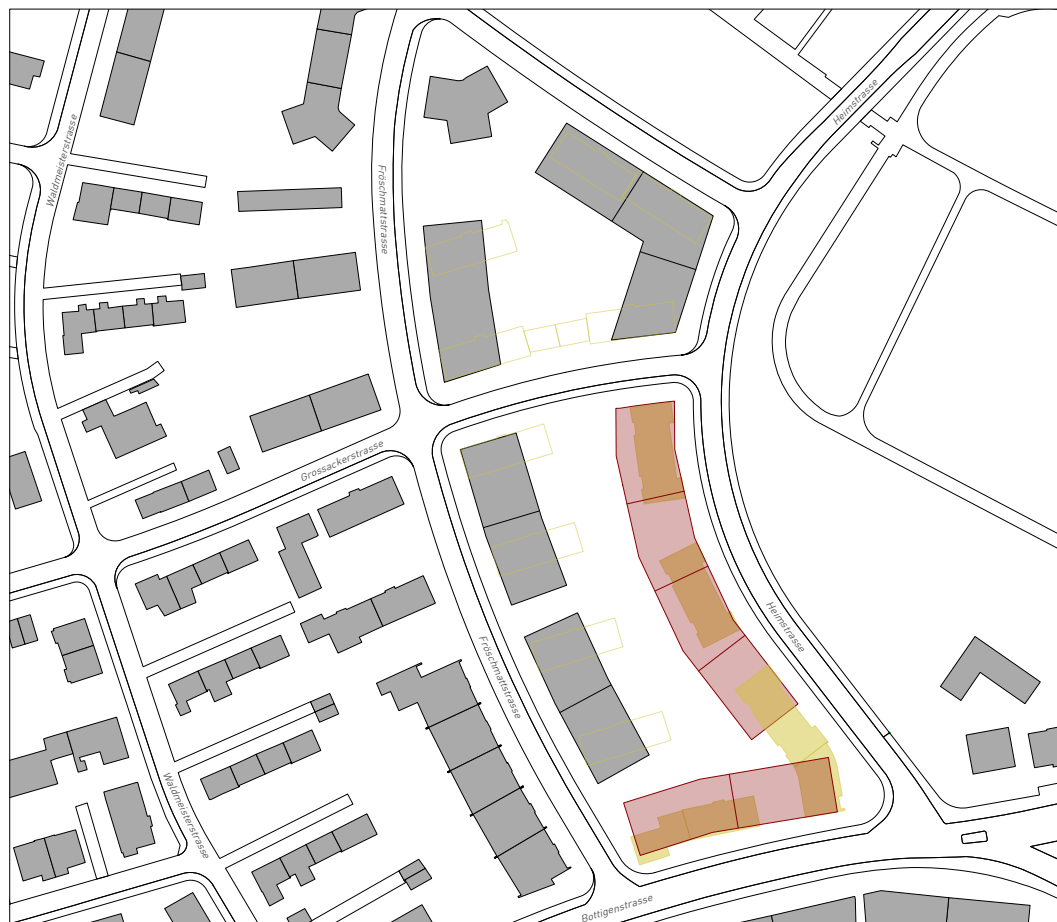 Heimstrasse
Waldmeisterstrasse
Fröschmattstrasse
Grossackerstrasse
Heimstrasse
Fröschmattstrasse
Waldmeisterstrasse
Bottigenstrasse